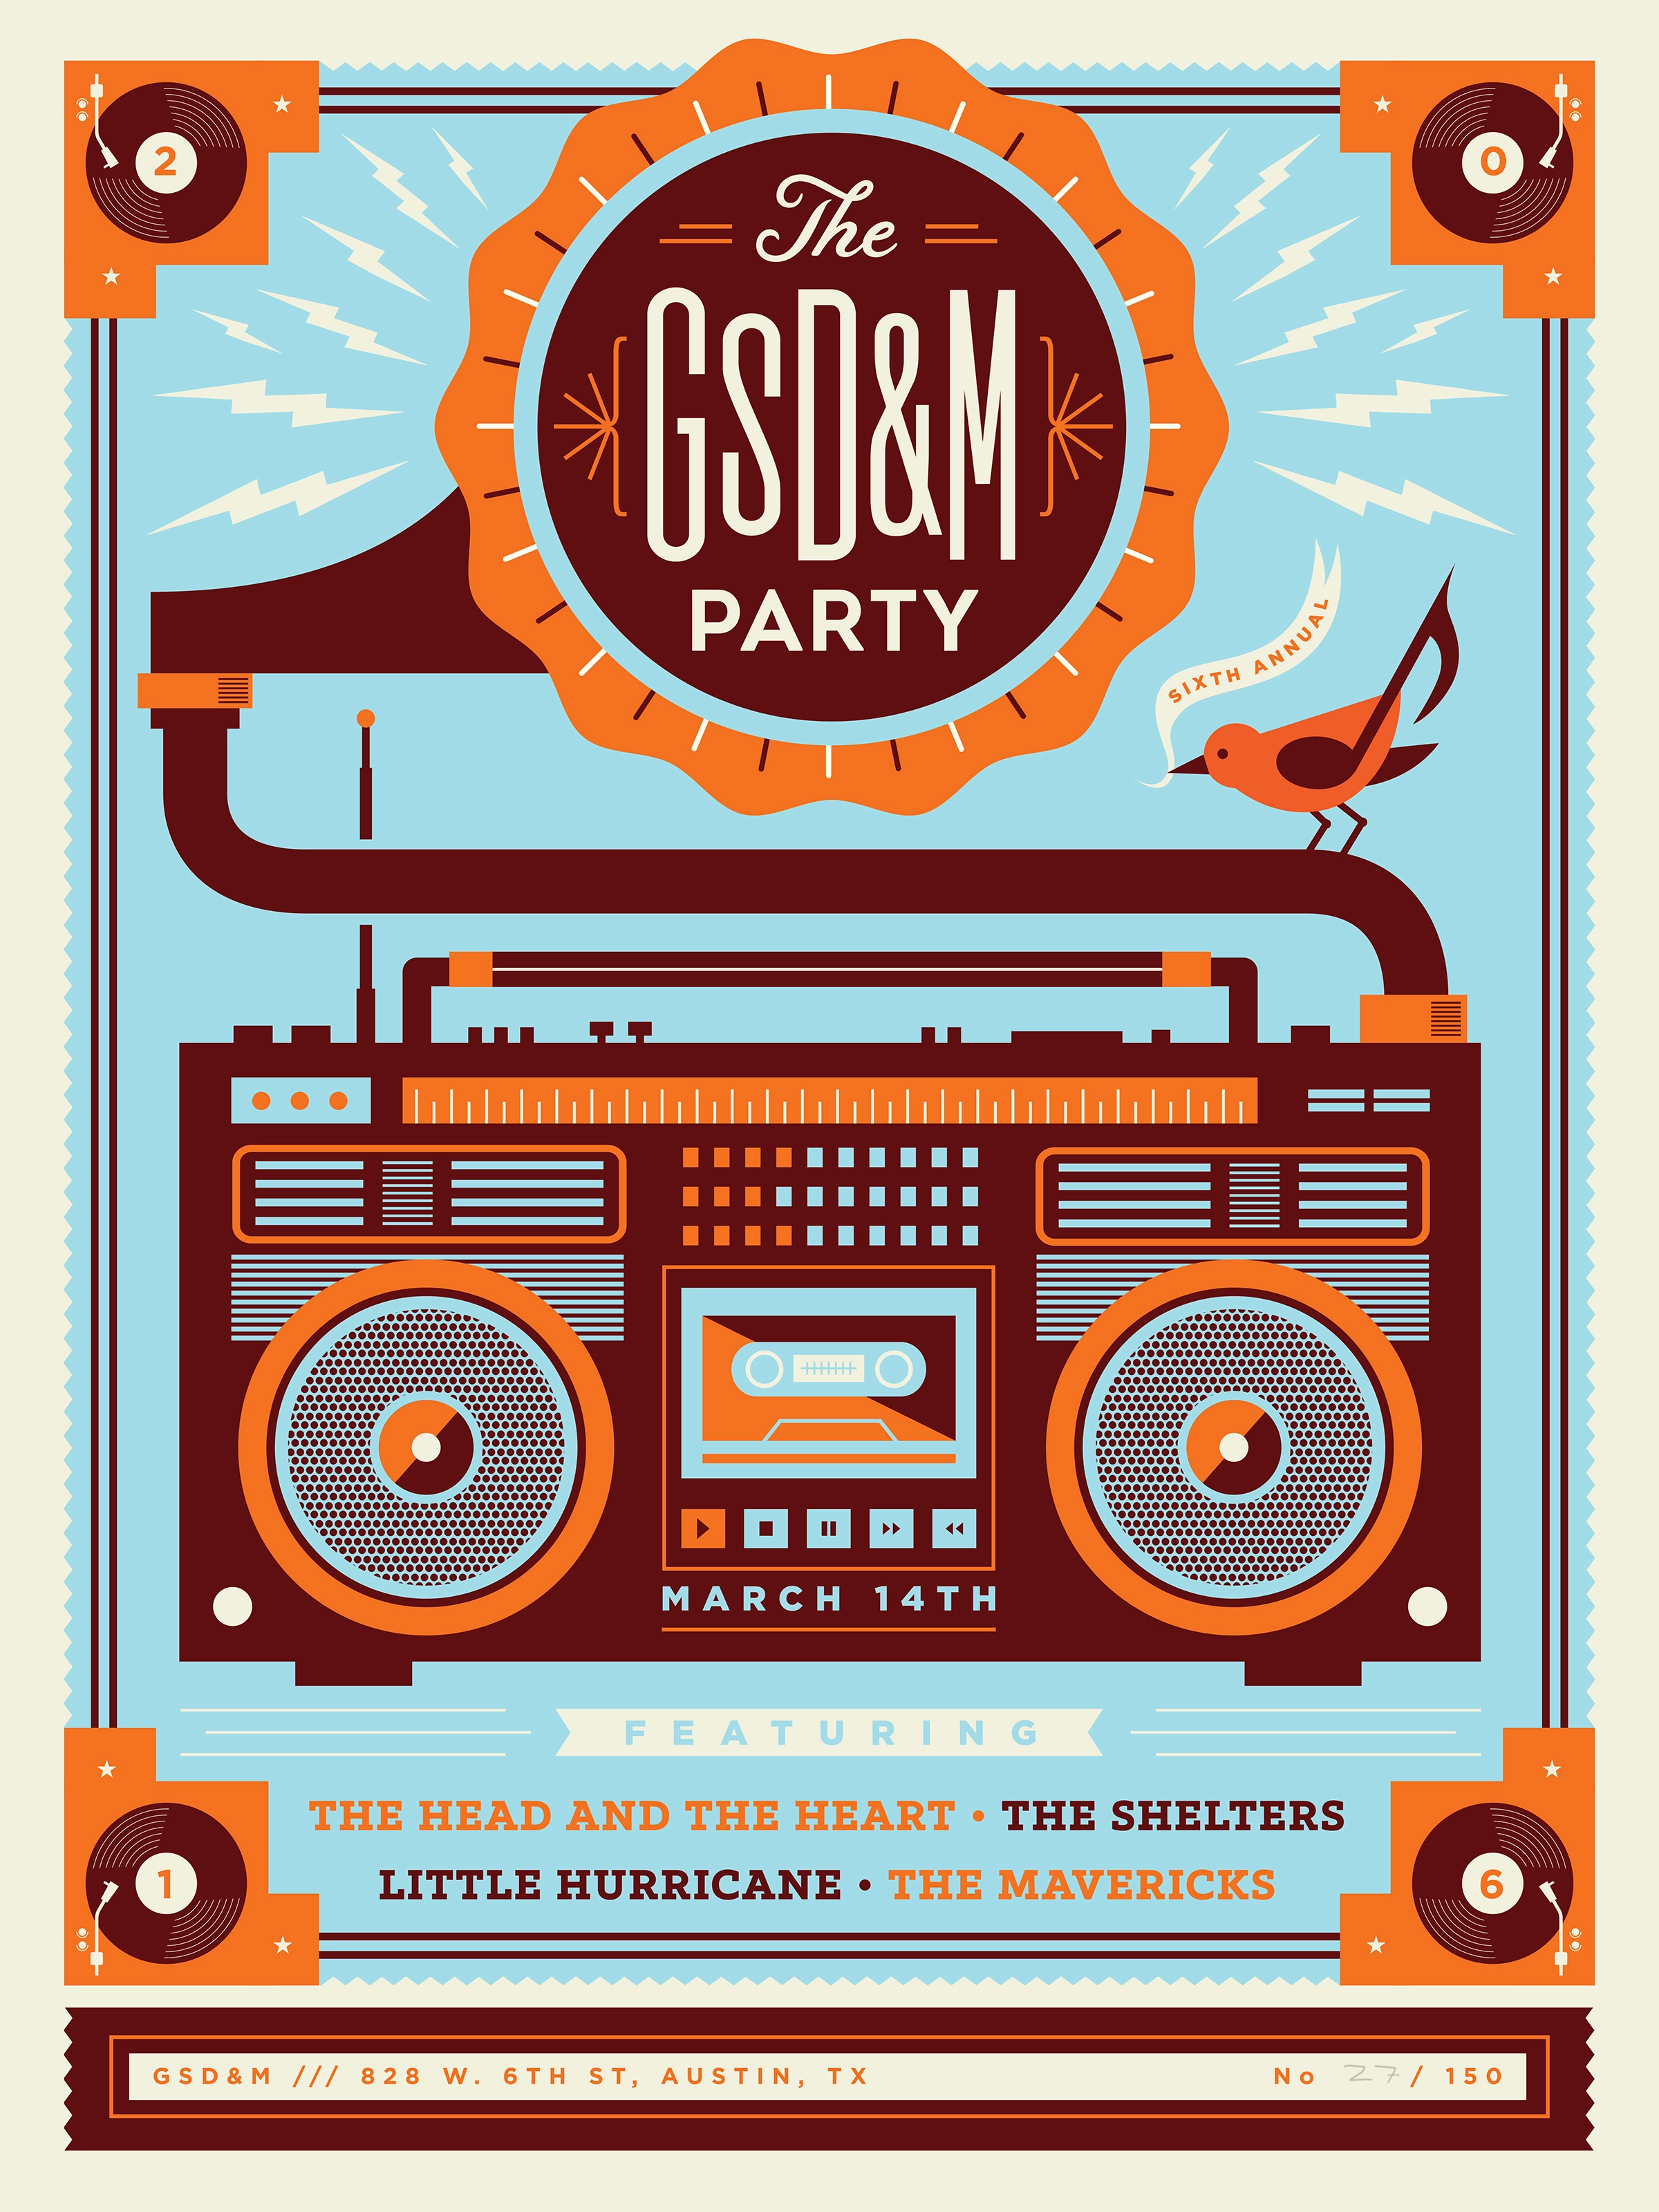 2
0
The
GSD&M
PARTY
SIXTH ANNUAL
MARCH 14TH
FEATURING
THE HEAD AND THE HEART • THE SHELTERS
LITTLE HURRICANE • THE MAVERICKS
1
6
GSD&M /// 828 W. 6TH ST, AUSTIN, TX
No 27 / 150